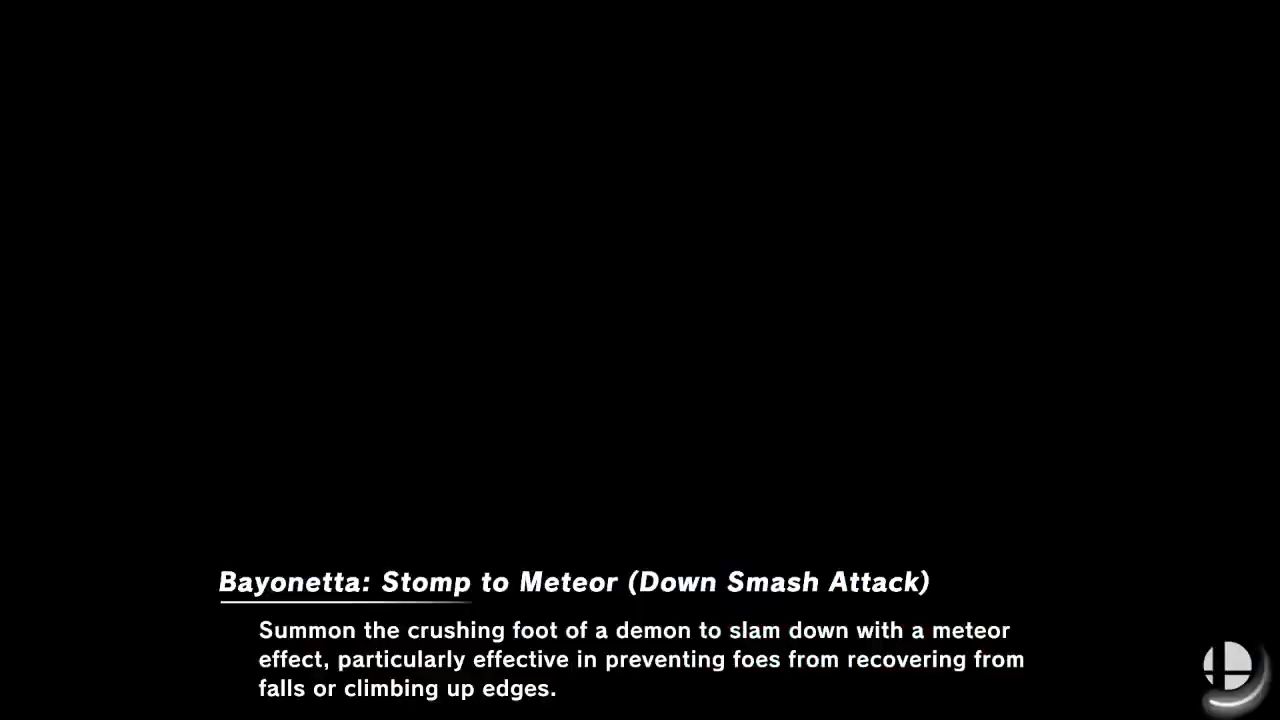 Bayonetta: Stomp to Meteor (Down Smash Attack)
Summon the crushing foot of a demon to slam down with a meteor
effect, particularly effective in preventing foes from recovering from
falls or climbing up edges.